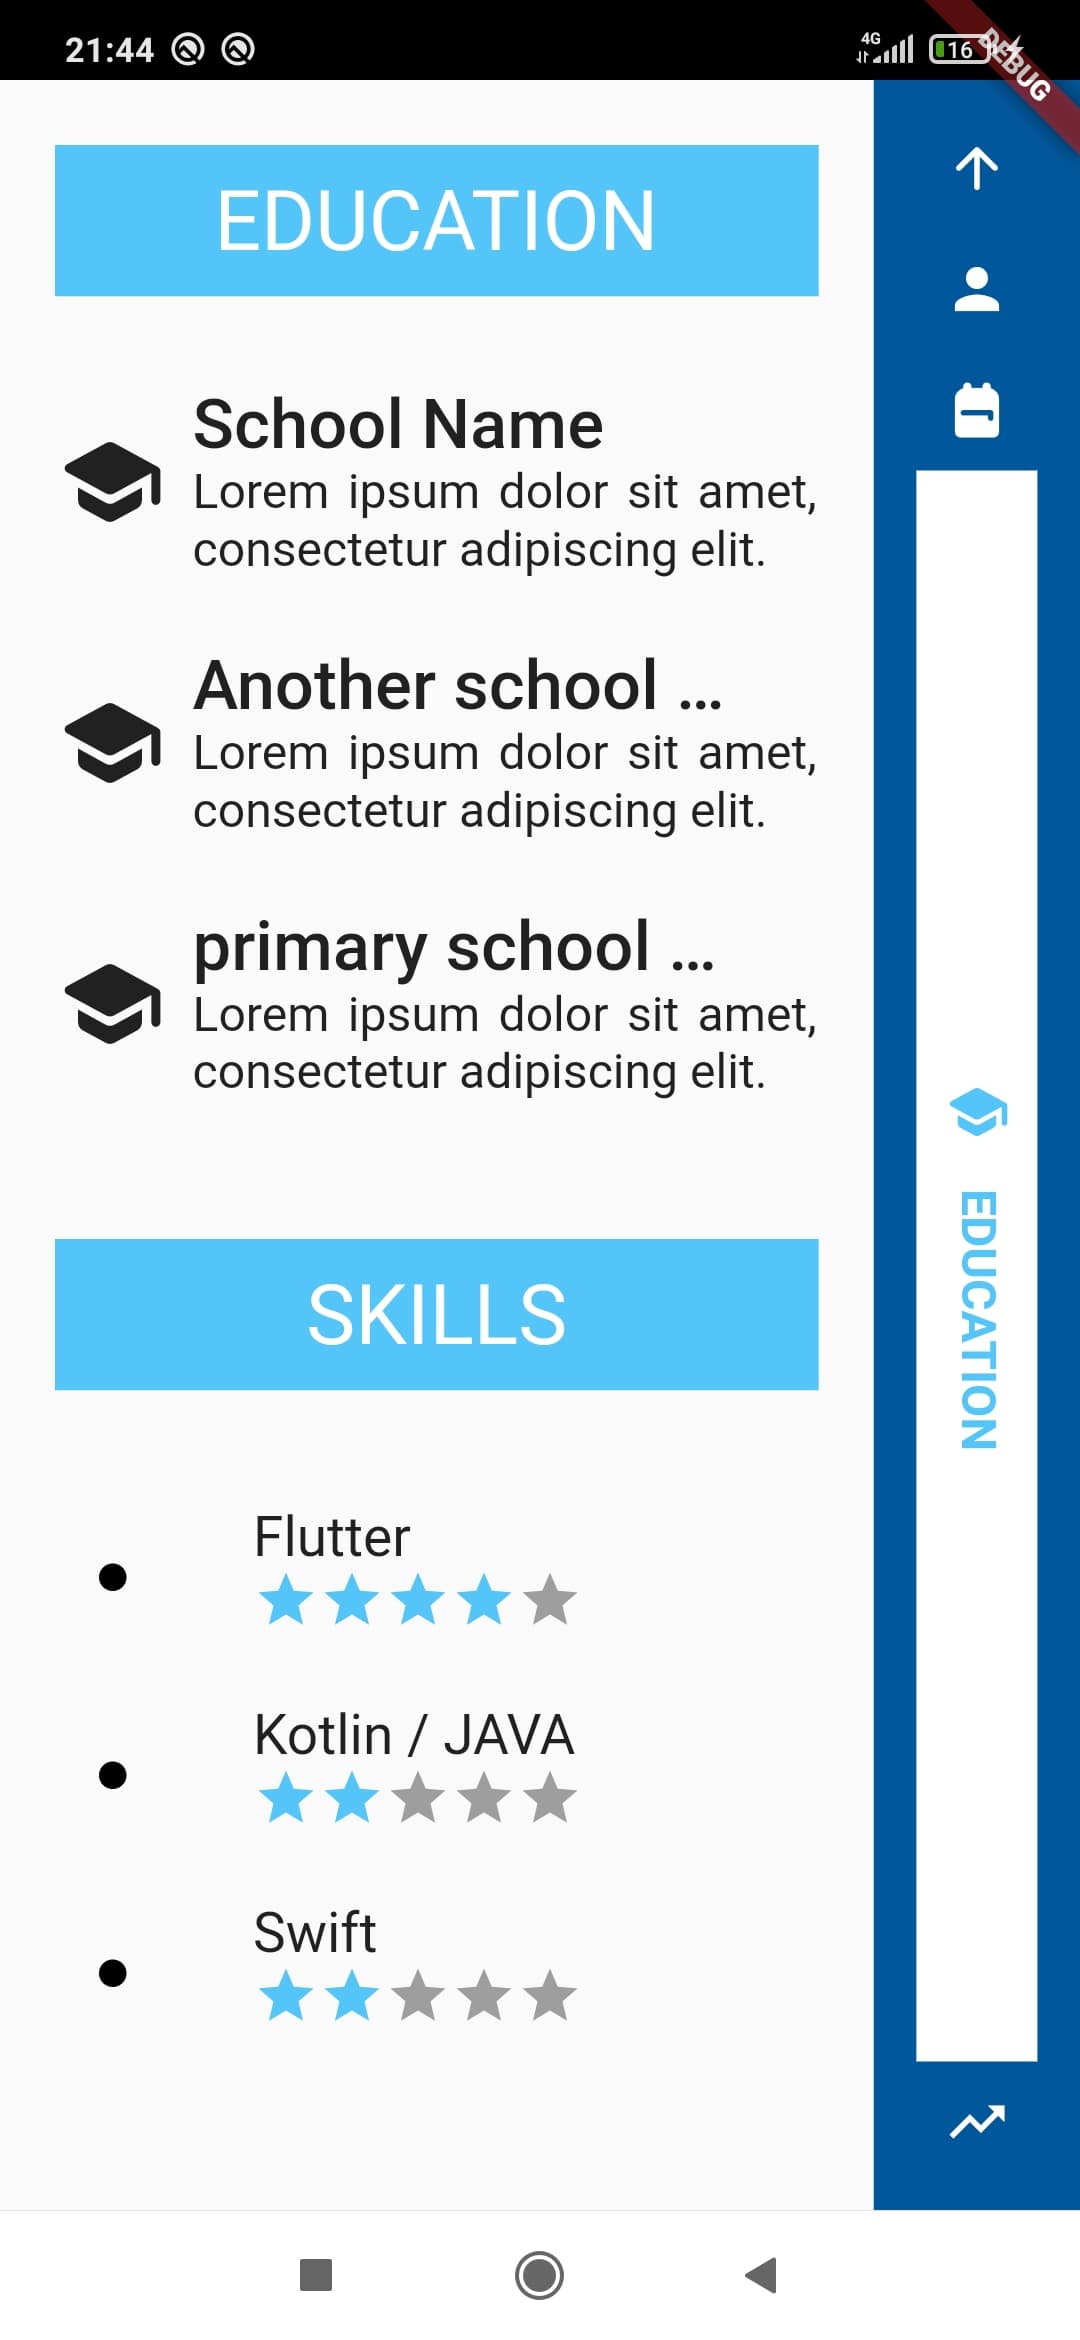 21:44
4G
16
DEBUG
EDUCATION
School Name
Lorem ipsum dolor sit amet,
consectetur adipiscing elit.
Another school ...
Lorem ipsum dolor sit amet,
consectetur adipiscing elit.
primary school ...
Lorem ipsum dolor sit amet,
consectetur adipiscing elit.
EDUCATION
SKILLS
Flutter
Kotlin / JAVA
Swift